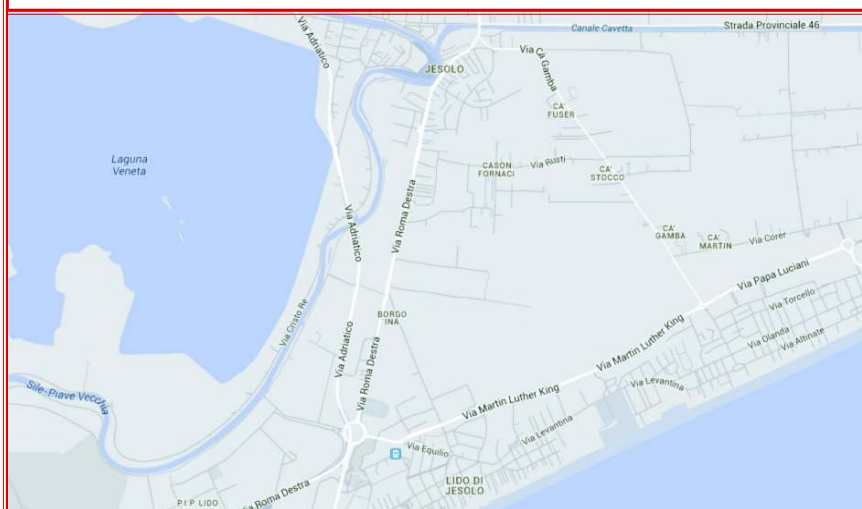 Canale Cavetta
Strada Provinciale 46
Via Adriatico
Via Cà Gamba
JESOLO
CA'
FUSER
Laguna
Veneta
CASON
FORNACI
Via Rusti
CA'
STOCCO
Via Roma Destra
Via Adriatico
CA'
GAMBA
CA'
MARTIN
Via Corer
Via Papa Luciani
Via Torcello
Via Cristo Re
BORGO
INA
Via Adriatico
Via Roma Destra
Via Martin Luther King
Via Olanda
Via Altinate
Via Levantina
Sile-Piave Vecchia
Via Martin Luther King
Via Levantina
Via Equilio
LIDO DI
JESOLO
P.I.P LIDO
Via Roma Destra